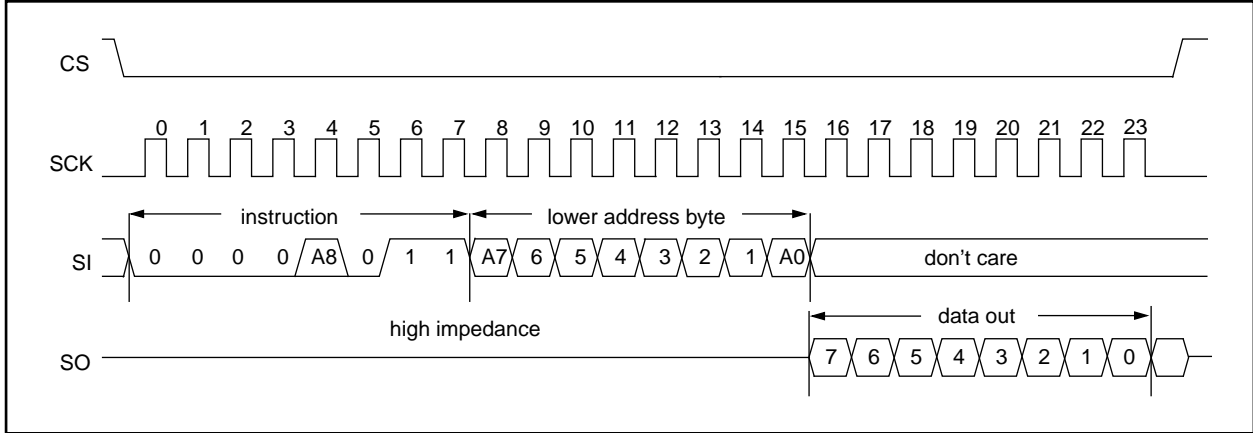 CS
0 1 2 3 4 5 6 7 8 9 10 11 12 13 14 15 16 17 18 19 20 21 22 23
SCK
instruction lower address byte
SI 0 0 0 0 A8 0 1 1 A7 6 5 4 3 2 1 A0 don't care
high impedance data out
SO 7 6 5 4 3 2 1 0